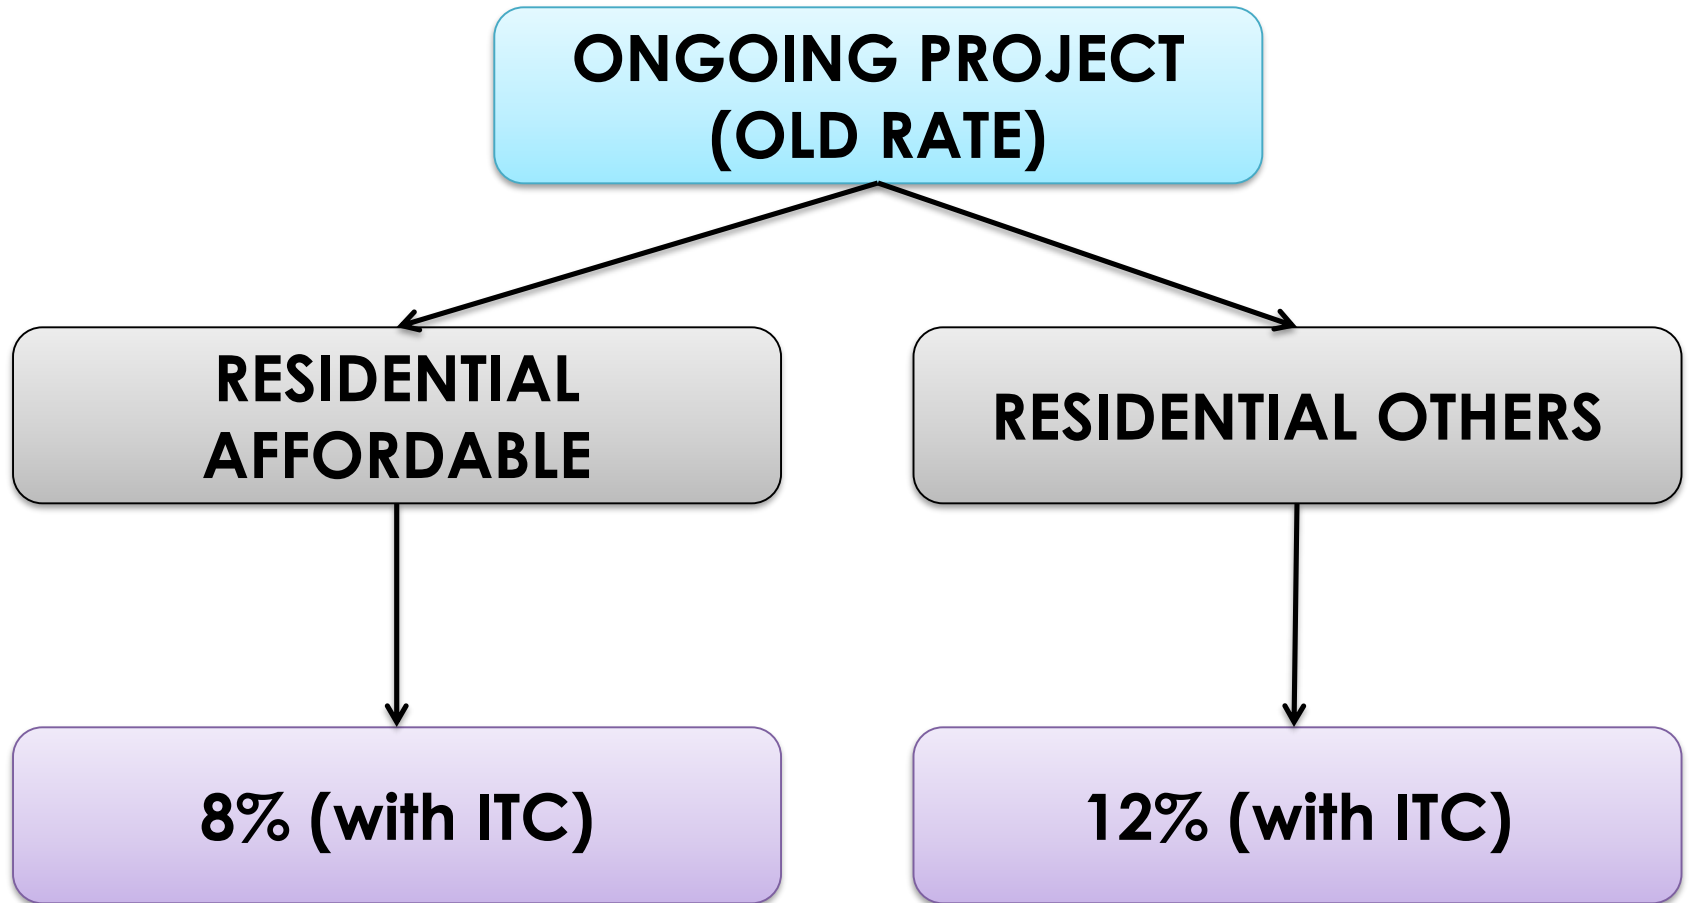 ONGOING PROJECT
(OLD RATE)
RESIDENTIAL
AFFORDABLE
RESIDENTIAL OTHERS
8% (with ITC)
12% (with ITC)